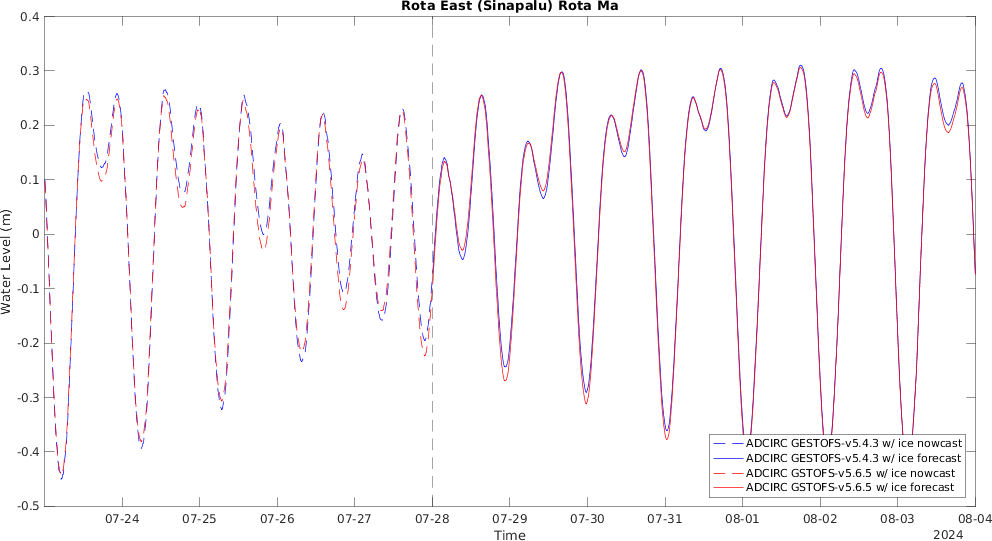 Rota East (Sinapalu) Rota Ma
0.4
0.3
0.2
0.1
0
-0.1
-0.2
-0.3
-0.4
-0.5
Water Level (m)
ADCIRC GESTOFS-v5.4.3 w/ ice nowcast
ADCIRC GESTOFS-v5.4.3 w/ ice forecast
ADCIRC GSTOFS-v5.6.5 w/ ice nowcast
ADCIRC GSTOFS-v5.6.5 w/ ice forecast
07-24 07-25 07-26 07-27 07-28 07-29 07-30 07-31 08-01 08-02 08-03 08-04
Time
2024